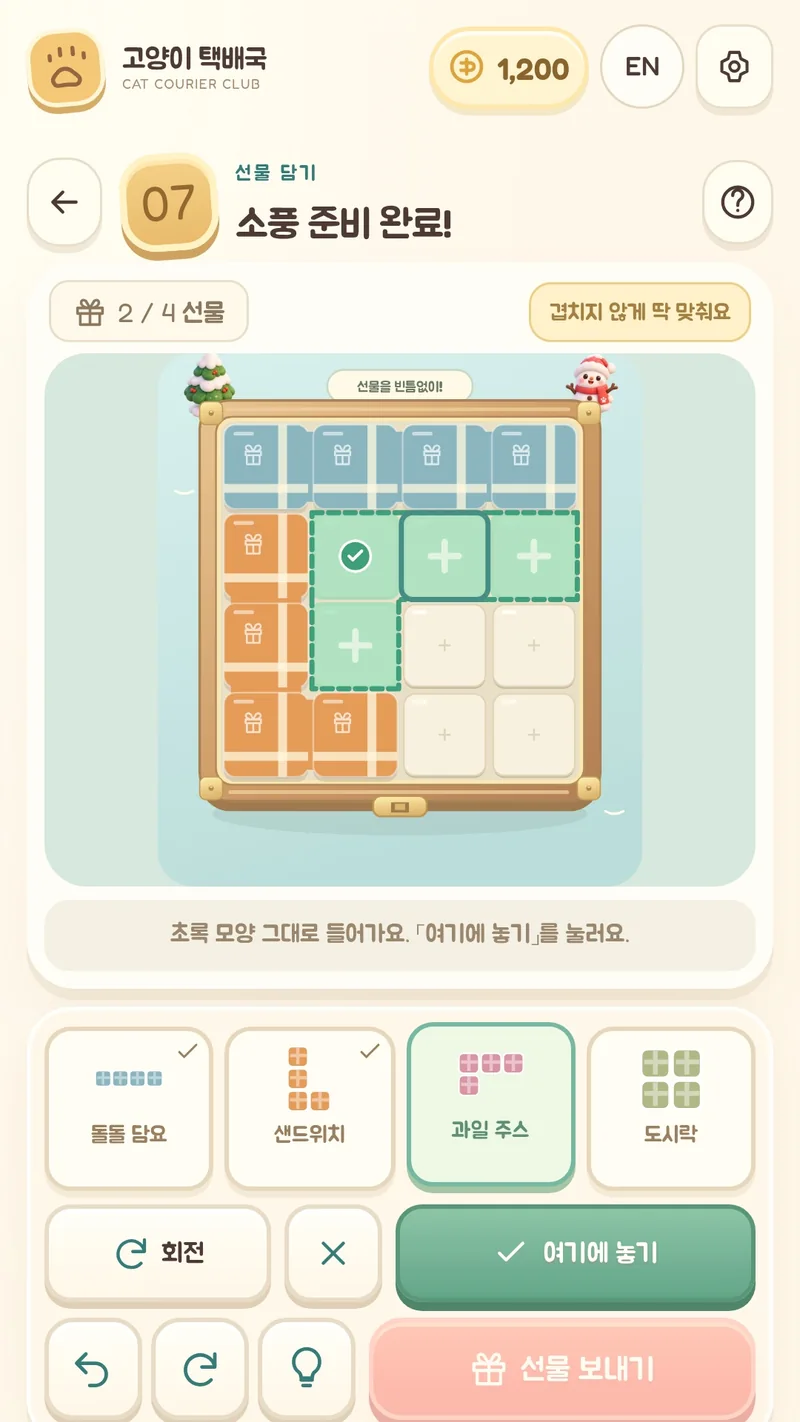 고양이 택배국
CAT COURIER CLUB
1,200
EN
07
선물 담기
소풍 준비 완료!
2 / 4 선물
겹치지 않게 딱 맞춰요
선물을 빈틈없이!
초록 모양 그대로 들어가요. 「여기에 놓기」를 눌러요.
돌돌 담요
샌드위치
과일 주스
도시락
회전
여기에 놓기
선물 보내기